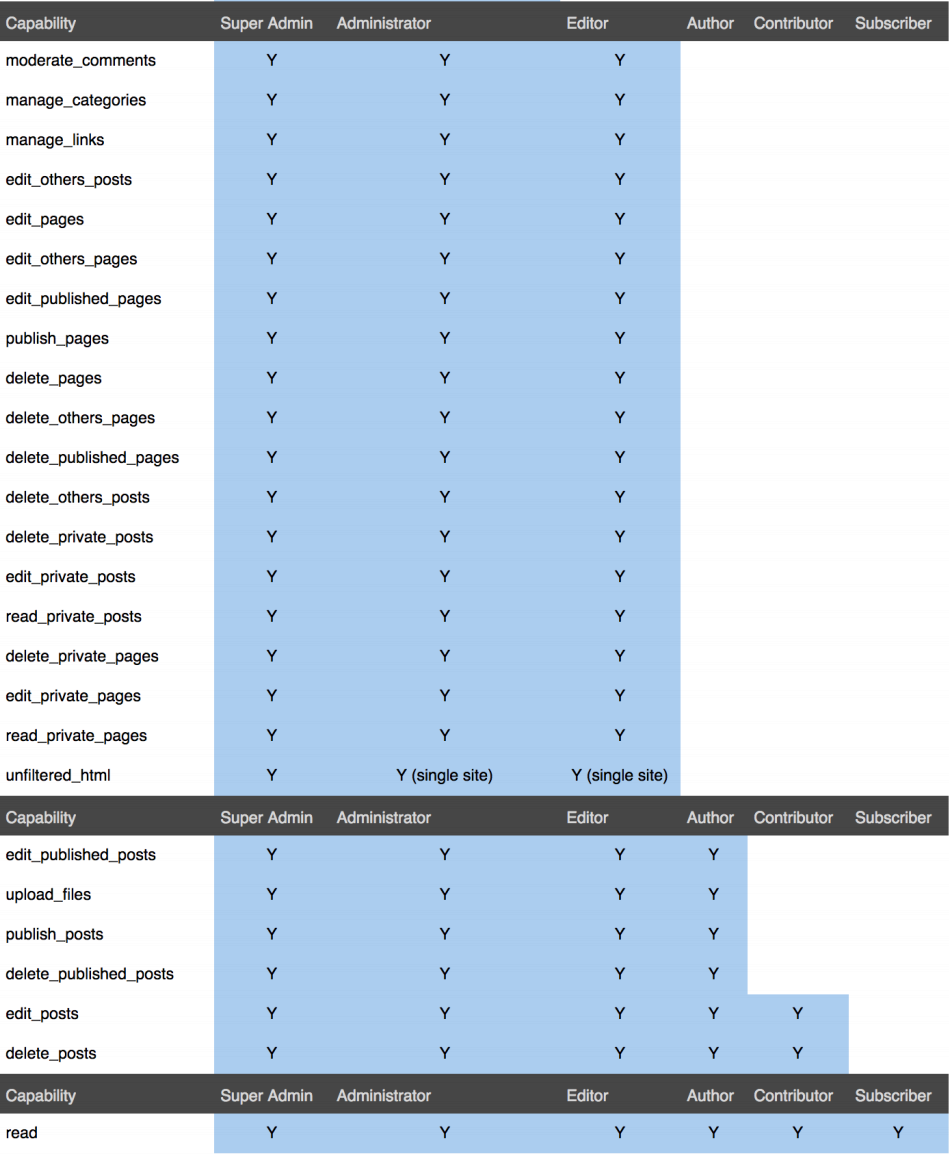 Capability Super Admin Administrator Editor Author Contributor Subscriber
moderate_comments Y Y Y
manage_categories Y Y Y
manage_links Y Y Y
edit_others_posts Y Y Y
edit_pages Y Y Y
edit_others_pages Y Y Y
edit_published_pages Y Y Y
publish_pages Y Y Y
delete_pages Y Y Y
delete_others_pages Y Y Y
delete_published_pages Y Y Y
delete_others_posts Y Y Y
delete_private_posts Y Y Y
edit_private_posts Y Y Y
read_private_posts Y Y Y
delete_private_pages Y Y Y
edit_private_pages Y Y Y
read_private_pages Y Y Y
unfiltered_html Y Y (single site) Y (single site)
Capability Super Admin Administrator Editor Author Contributor Subscriber
edit_published_posts Y Y Y Y
upload_files Y Y Y Y
publish_posts Y Y Y Y
delete_published_posts Y Y Y Y
edit_posts Y Y Y Y Y
delete_posts Y Y Y Y Y
Capability Super Admin Administrator Editor Author Contributor Subscriber
read Y Y Y Y Y Y